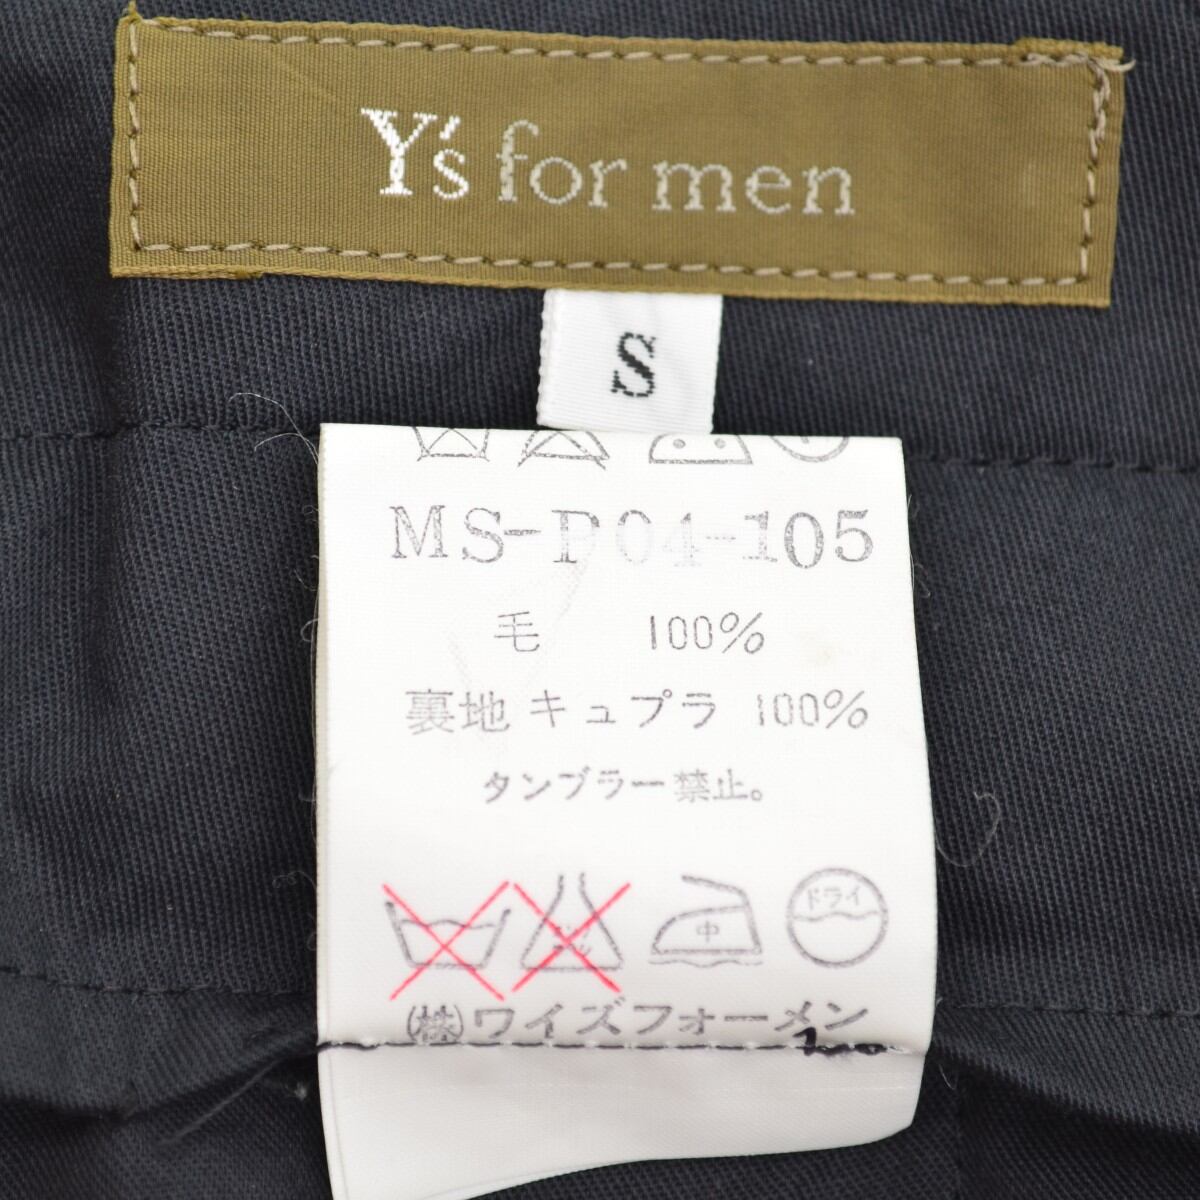 Y's for men
S
MS-P04-105
毛 100%
裏地 キュプラ 100%
タンブラー禁止。
中 ドライ
(株)ワイズフォーメン